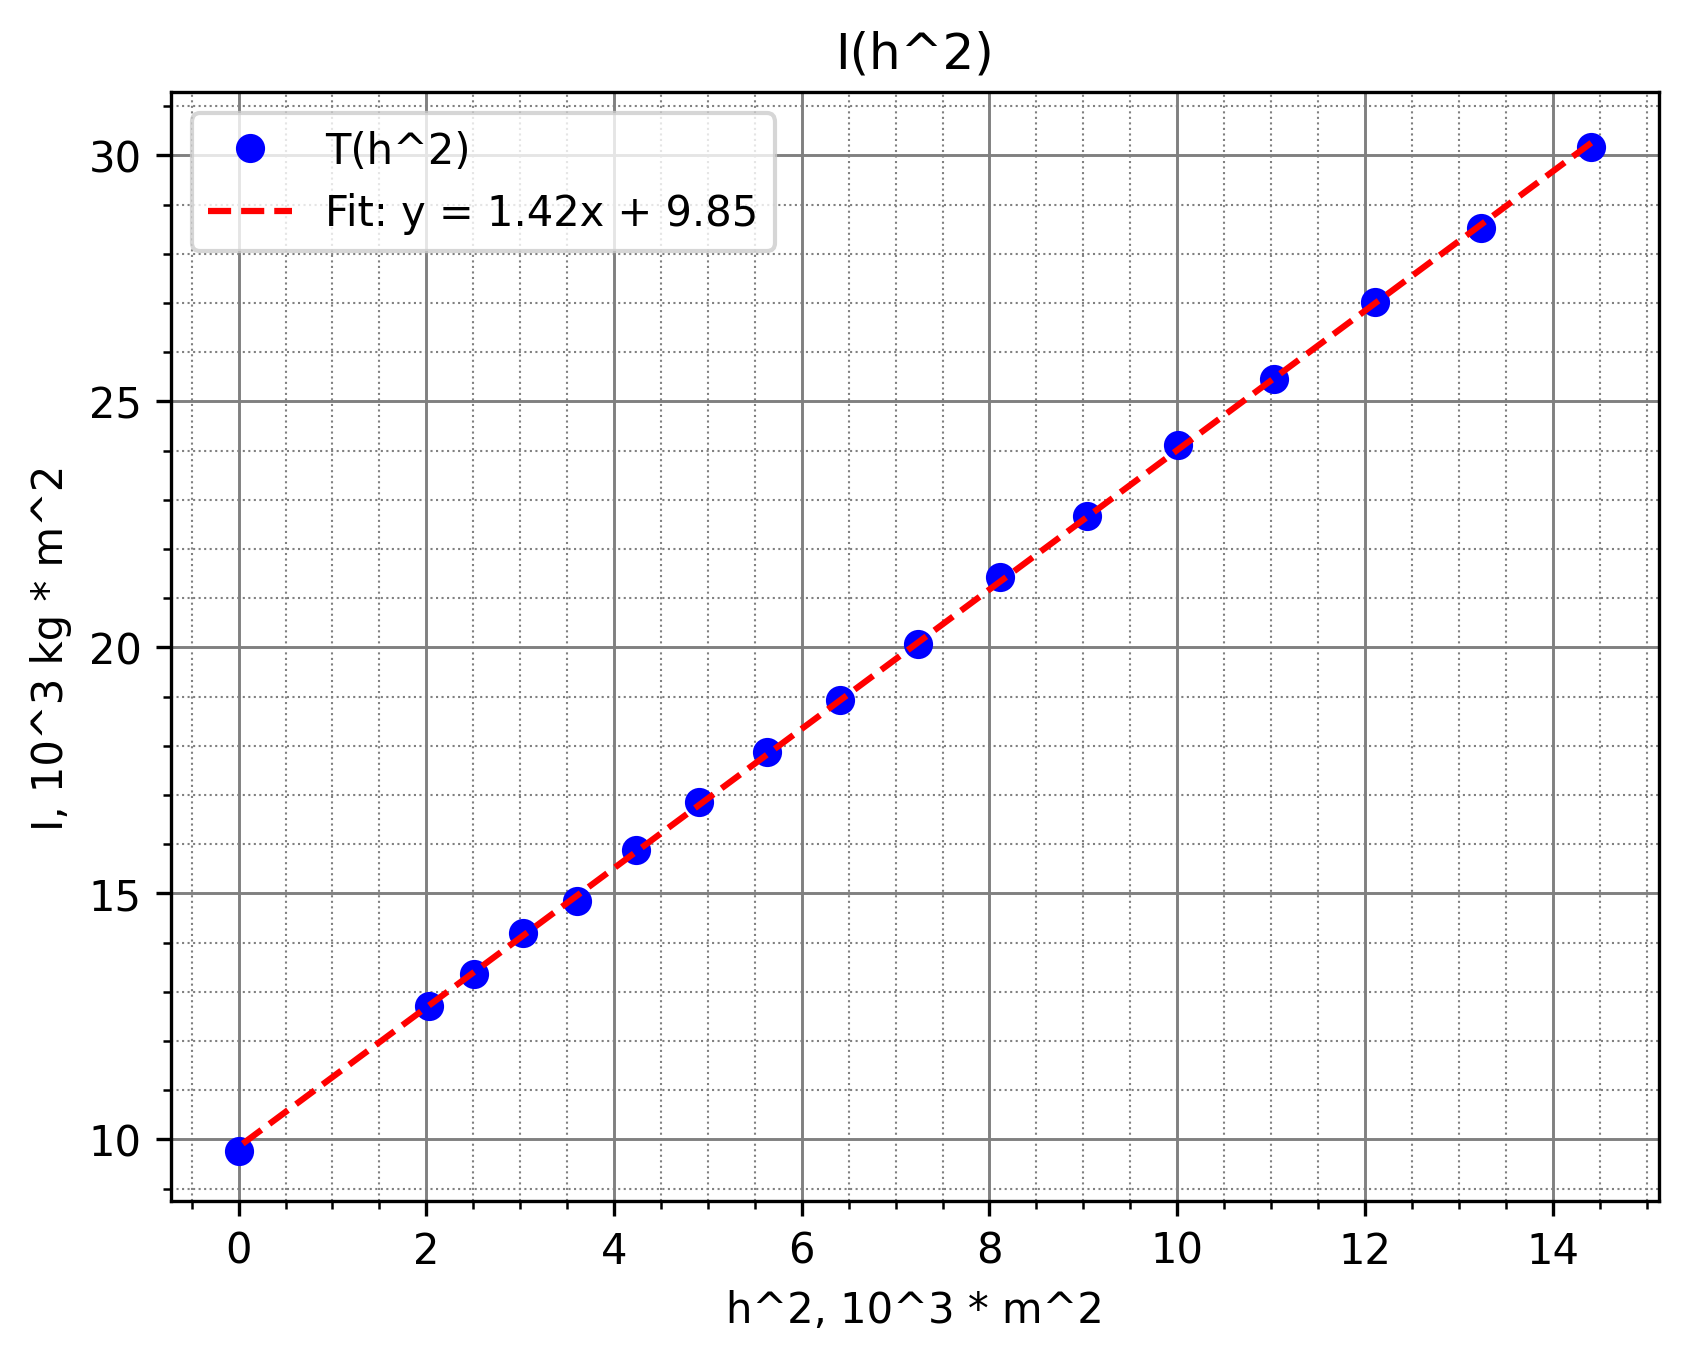 I(h^2)
T(h^2)
Fit: y = 1.42x + 9.85
30
25
20
15
10
I, 10^3 kg * m^2
0 2 4 6 8 10 12 14
h^2, 10^3 * m^2